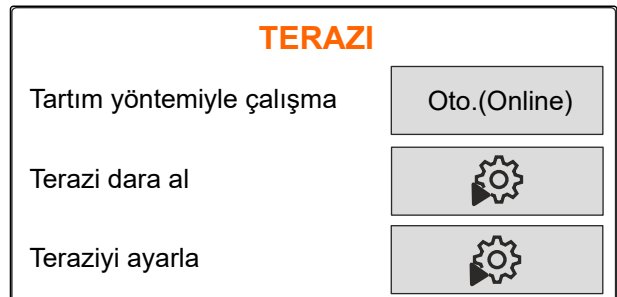 TERAZI
Tartım yöntemiyle çalışma Oto.(Online)
Terazi dara al
Teraziyi ayarla